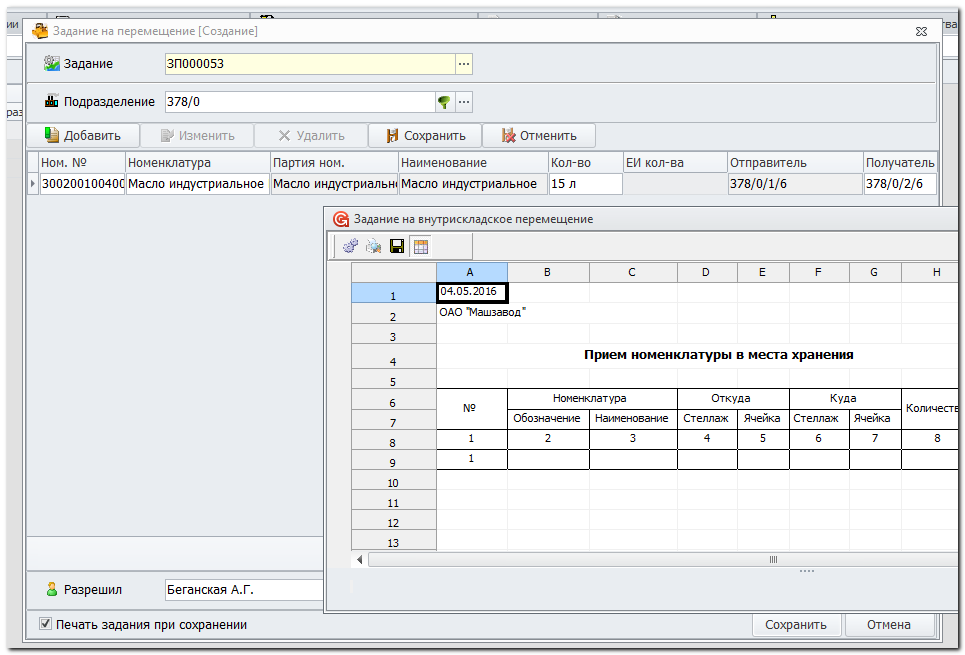 ии
Задание на перемещение [Создание]
тва
Задание
ЗП000053
Подразделение
378/0
раз
Добавить
Изменить
Удалить
Сохранить
Отменить
Ном. №
Номенклатура
Партия ном.
Наименование
Кол-во
ЕИ кол-ва
Отправитель
Получатель
300200100400
Масло индустриальное
Масло индустриальн
Масло индустриальное
15 л
378/0/1/6
378/0/2/6
Задание на внутрискладское перемещение
A B C D E F G H
1 04.05.2016
2 ОАО "Машзавод"
3
4 Прием номенклатуры в места хранения
5
6 № Номенклатура Откуда Куда Количеств
7 Обозначение Наименование Стеллаж Ячейка Стеллаж Ячейка
8 1 2 3 4 5 6 7 8
9 1
10
11
12
13
Разрешил
Беганская А.Г.
Печать задания при сохранении
Сохранить
Отмена